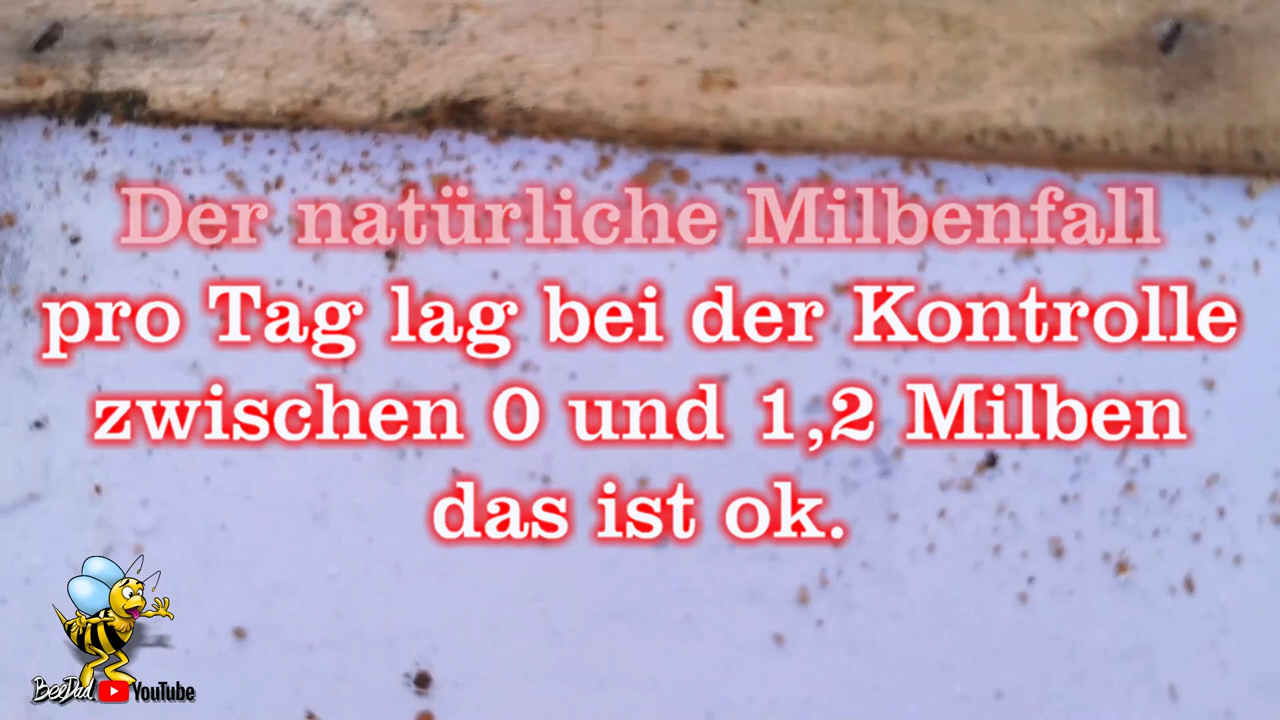 Der natürliche Milbenfall
pro Tag lag bei der Kontrolle
zwischen 0 und 1,2 Milben
das ist ok.
BeeDad YouTube